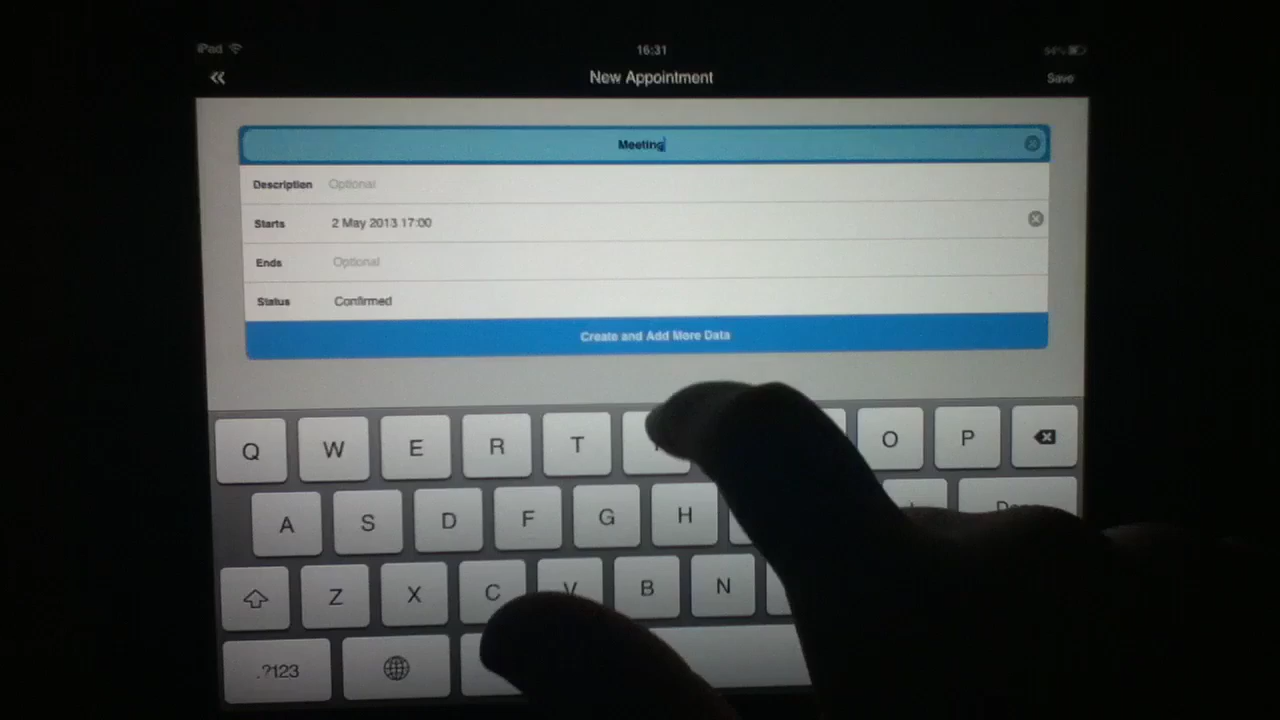 iPad 16:31 94%
New Appointment Save
Meeting
Description Optional
Starts 2 May 2013 17:00
Ends Optional
Status Confirmed
Create and Add More Data
Q W E R T O P
A S D F G H
Z X C V B N
.?123